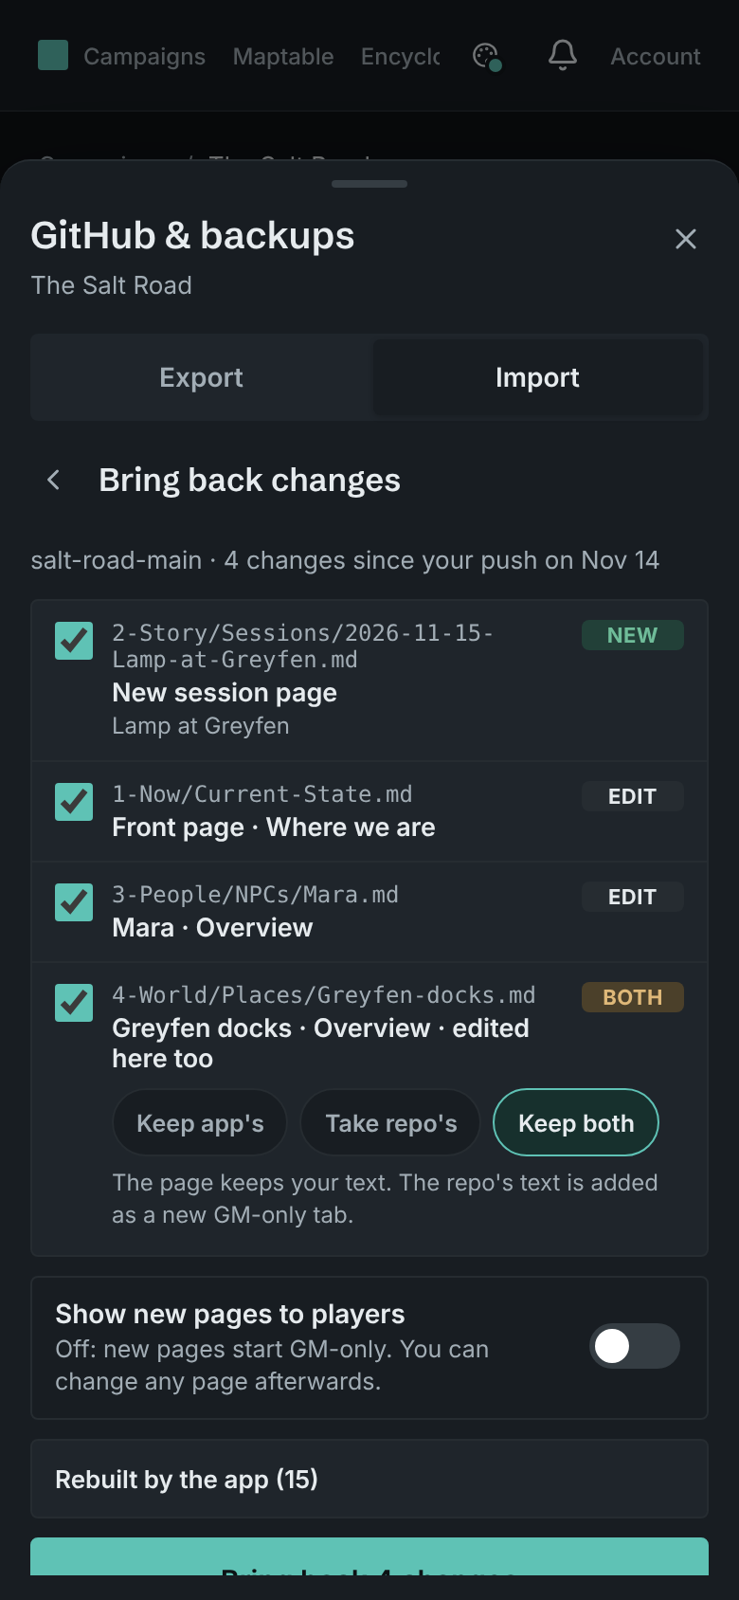 Campaigns Maptable Encyclo Account
GitHub & backups
The Salt Road
Export Import
Bring back changes
salt-road-main · 4 changes since your push on Nov 14
2-Story/Sessions/2026-11-15-
Lamp-at-Greyfen.md
NEW
New session page
Lamp at Greyfen
1-Now/Current-State.md
EDIT
Front page · Where we are
3-People/NPCs/Mara.md
EDIT
Mara · Overview
4-World/Places/Greyfen-docks.md
BOTH
Greyfen docks · Overview · edited
here too
Keep app's Take repo's Keep both
The page keeps your text. The repo's text is added
as a new GM-only tab.
Show new pages to players
Off: new pages start GM-only. You can
change any page afterwards.
Rebuilt by the app (15)
Bring back 4 changes